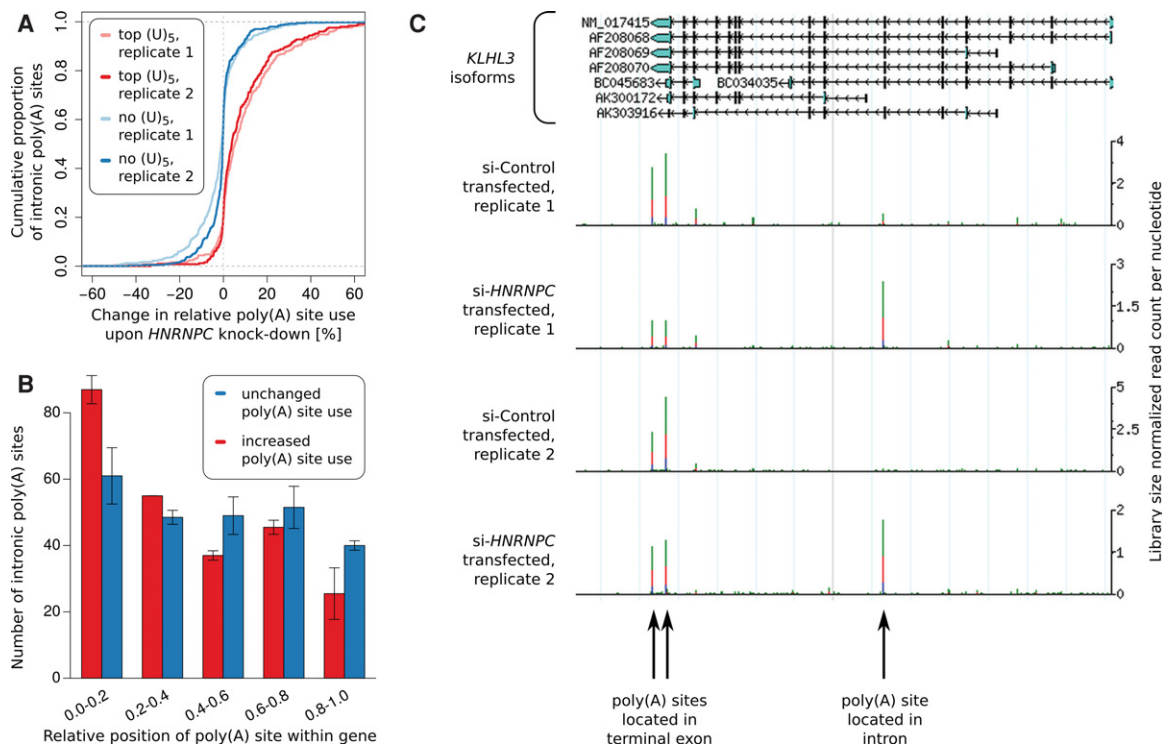 A
Cumulative proportion
of intronic poly(A) sites
1.0
0.8
0.6
0.4
0.2
0.0
top (U)5,
replicate 1
top (U)5,
replicate 2
no (U)5,
replicate 1
no (U)5,
replicate 2
−60 −40 −20 0 20 40 60
Change in relative poly(A) site use
upon HNRNPC knock-down [%]
B
Number of intronic poly(A) sites
80
60
40
20
0
unchanged
poly(A) site use
increased
poly(A) site use
0.0-0.2 0.2-0.4 0.4-0.6 0.6-0.8 0.8-1.0
Relative position of poly(A) site within gene
C
KLHL3
isoforms
NM_017415
AF208068
AF208069
AF208070
BC045683 BC034035
AK300172
AK303916
si-Control
transfected,
replicate 1
4
2
0
si-HNRNPC
transfected,
replicate 1
3
1.5
0
si-Control
transfected,
replicate 2
5
2.5
0
si-HNRNPC
transfected,
replicate 2
2
1
0
Library size normalized read count per nucleotide
poly(A) sites
located in
terminal exon
poly(A) site
located in
intron